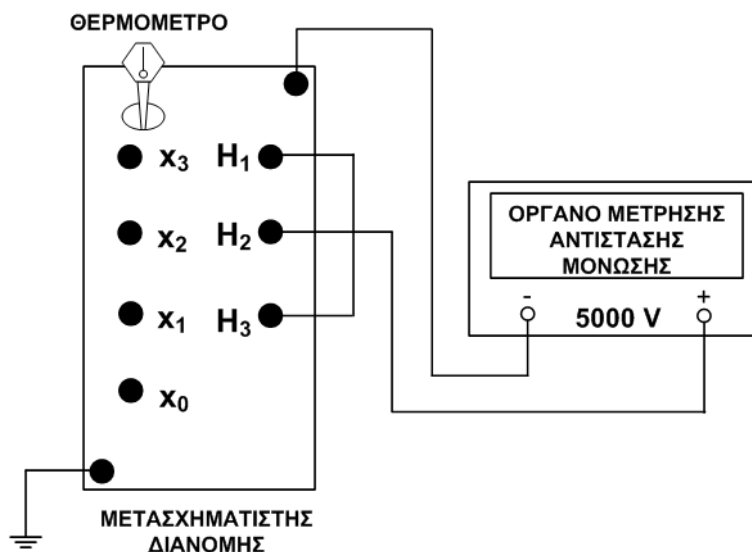 ΘΕΡΜΟΜΕΤΡΟ
x3 H1
x2 H2
x1 H3
x0
ΟΡΓΑΝΟ ΜΕΤΡΗΣΗΣ
ΑΝΤΙΣΤΑΣΗΣ
ΜΟΝΩΣΗΣ
- 5000 V +
ΜΕΤΑΣΧΗΜΑΤΙΣΤΗΣ
ΔΙΑΝΟΜΗΣ